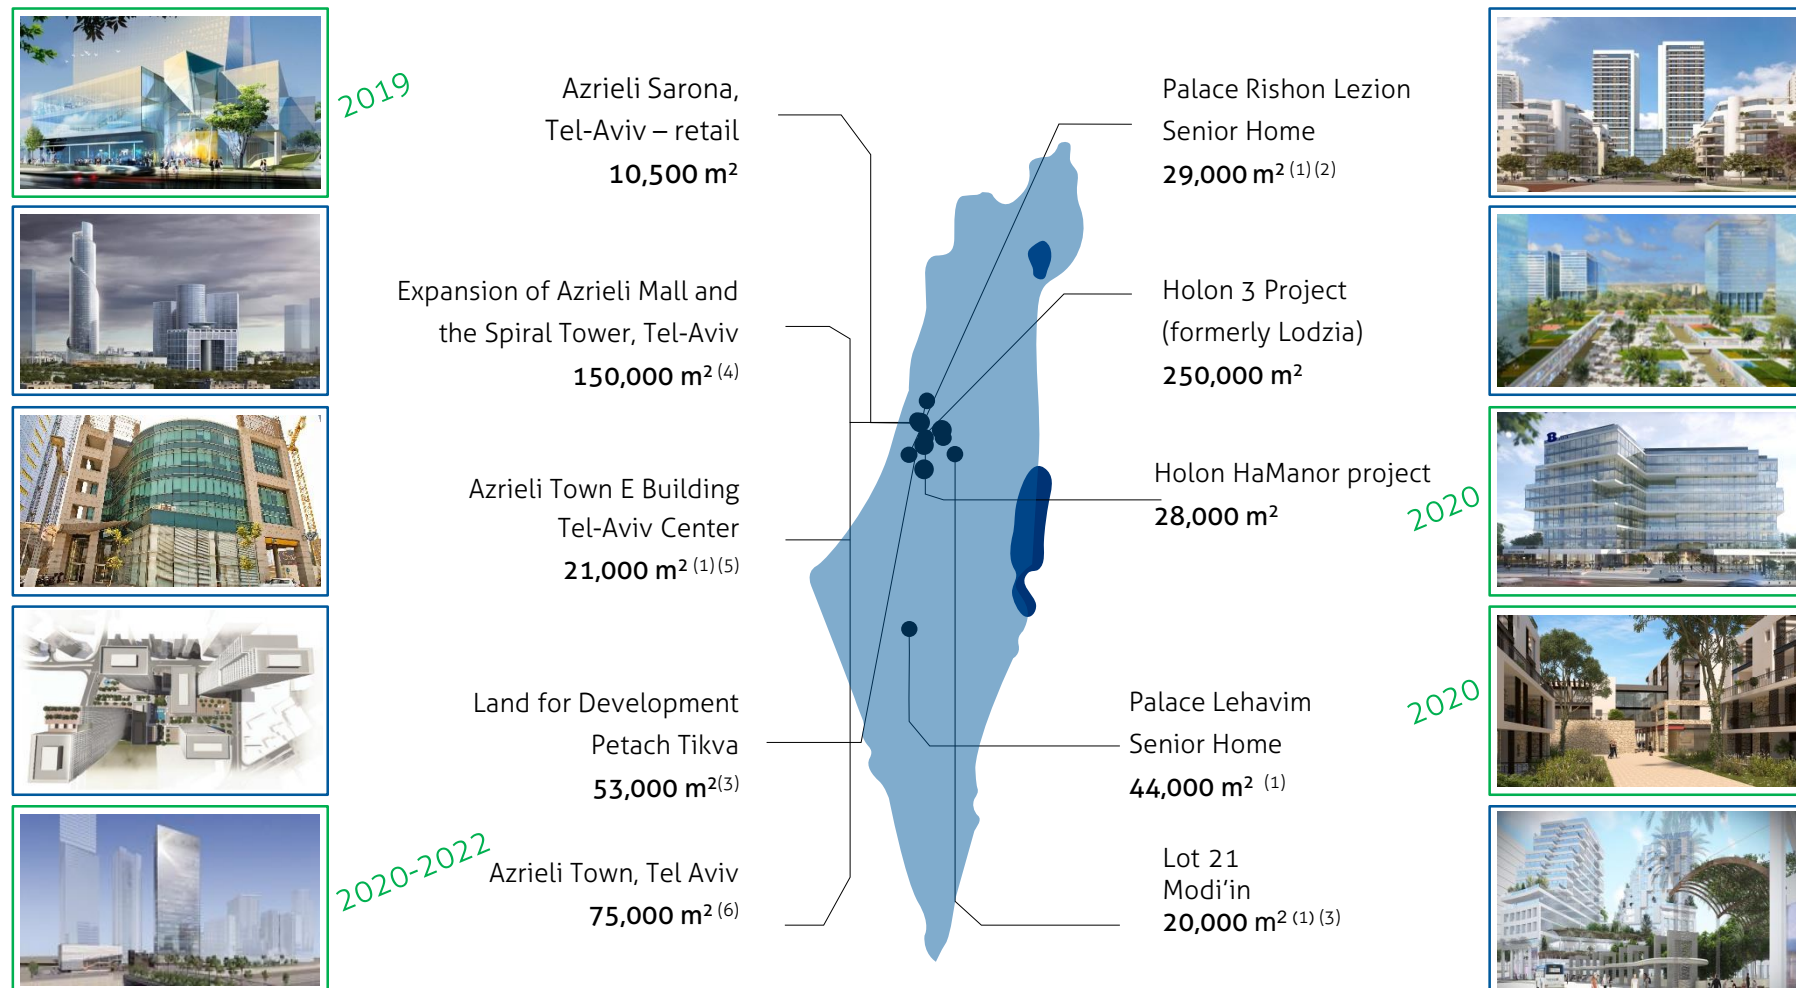 2019
Azrieli Sarona,
Tel-Aviv – retail
10,500 m²
Expansion of Azrieli Mall and
the Spiral Tower, Tel-Aviv
150,000 m² (4)
Azrieli Town E Building
Tel-Aviv Center
21,000 m² (1)(5)
Land for Development
Petach Tikva
53,000 m²(3)
2020-2022
Azrieli Town, Tel Aviv
75,000 m² (6)
Palace Rishon Lezion
Senior Home
29,000 m² (1)(2)
Holon 3 Project
(formerly Lodzia)
250,000 m²
Holon HaManor project
28,000 m²
2020
Palace Lehavim
Senior Home
44,000 m² (1)
2020
Lot 21
Modi'in
20,000 m² (1) (3)